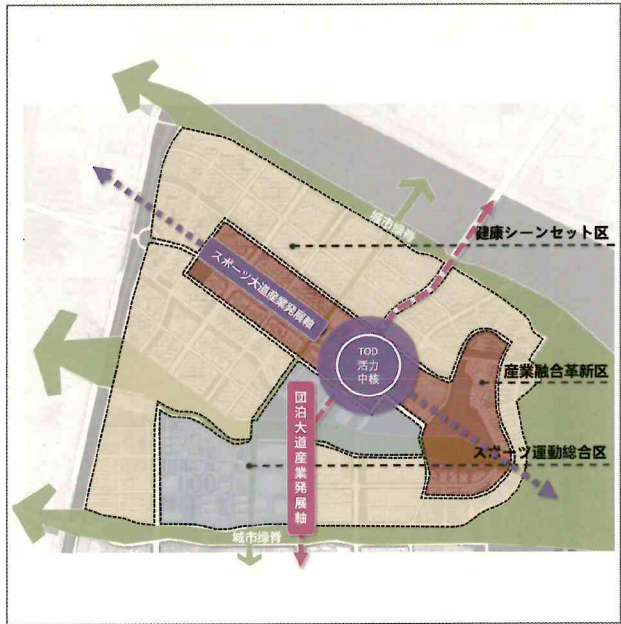 城市绿脊
健康シーンセット区
スポーツ大道産業発展軸
TOD
活力
中核
産業融合革新区
団泊大道産業発展軸
スポーツ運動総合区
城市绿脊